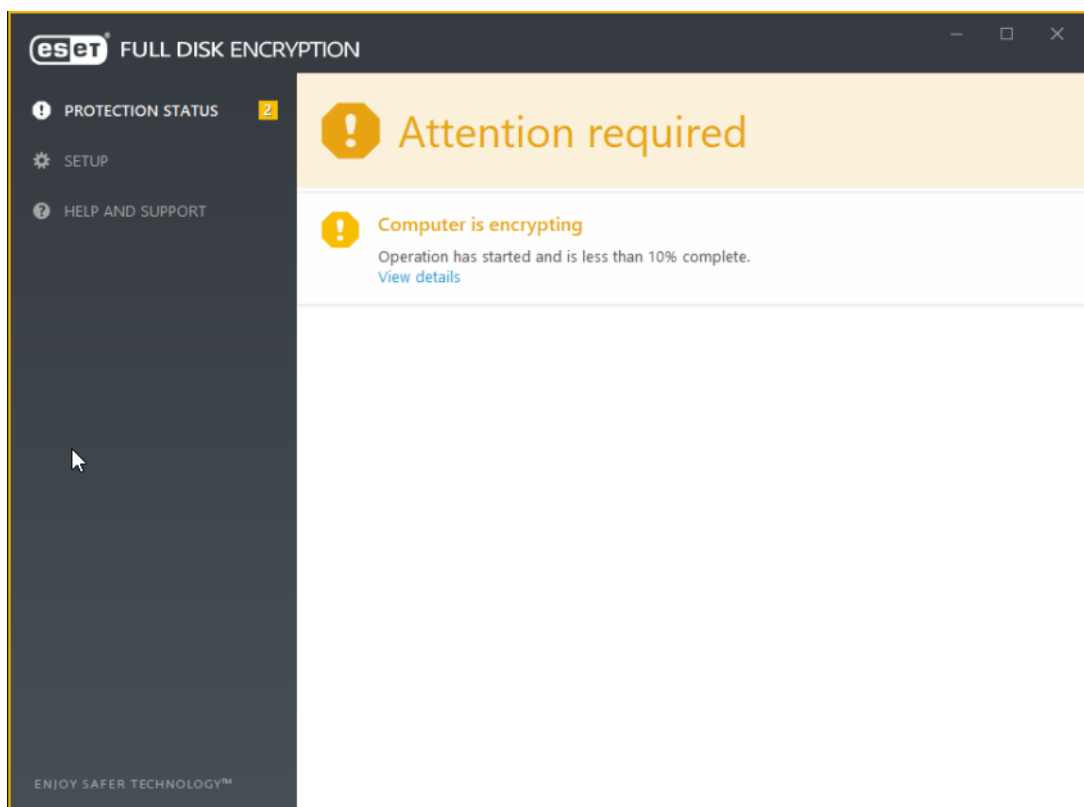 eset FULL DISK ENCRYPTION
PROTECTION STATUS 2
SETUP
HELP AND SUPPORT
Attention required
Computer is encrypting
Operation has started and is less than 10% complete.
View details
ENJOY SAFER TECHNOLOGY™